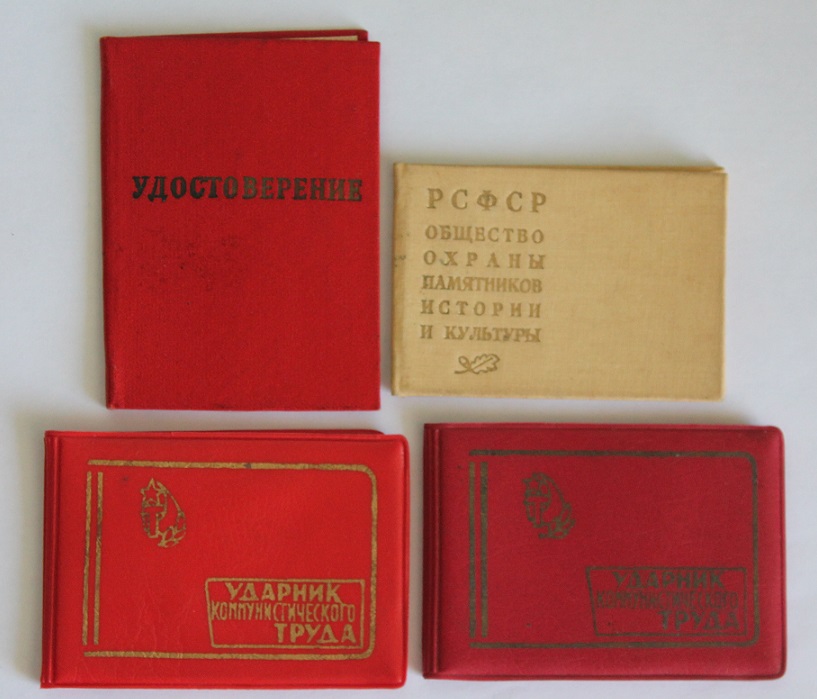 УДОСТОВЕРЕНИЕ
РСФСР
ОБЩЕСТВО
ОХРАНЫ
ПАМЯТНИКОВ
ИСТОРИИ
И КУЛЬТУРЫ
УДАРНИК
КОММУНИСТИЧЕСКОГО
ТРУДА
УДАРНИК
КОММУНИСТИЧЕСКОГО
ТРУДА